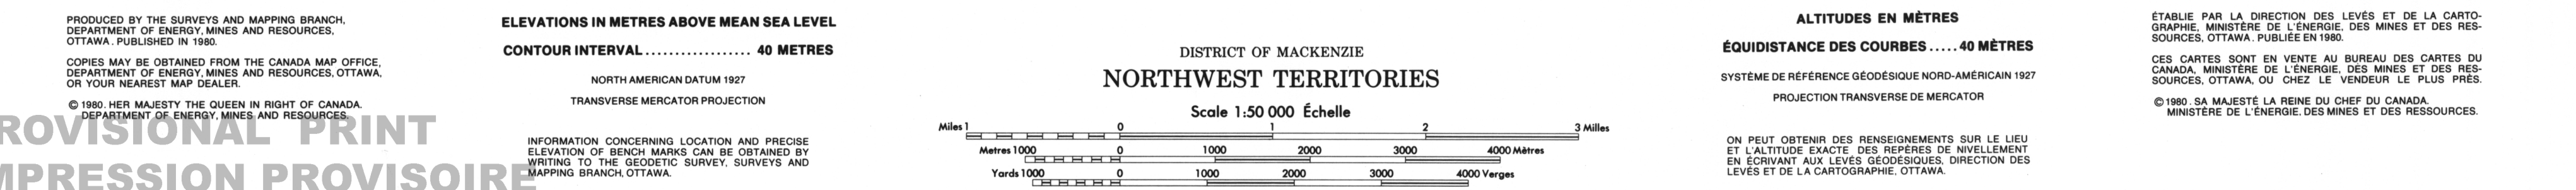 PRODUCED BY THE SURVEYS AND MAPPING BRANCH,
DEPARTMENT OF ENERGY, MINES AND RESOURCES,
OTTAWA. PUBLISHED IN 1980.
COPIES MAY BE OBTAINED FROM THE CANADA MAP OFFICE,
DEPARTMENT OF ENERGY, MINES AND RESOURCES, OTTAWA,
OR YOUR NEAREST MAP DEALER.
© 1980. HER MAJESTY THE QUEEN IN RIGHT OF CANADA.
DEPARTMENT OF ENERGY, MINES AND RESOURCES.
ROVISIONAL PRINT
MPRESSION PROVISOIRE
ELEVATIONS IN METRES ABOVE MEAN SEA LEVEL
CONTOUR INTERVAL.................. 40 METRES
NORTH AMERICAN DATUM 1927
TRANSVERSE MERCATOR PROJECTION
INFORMATION CONCERNING LOCATION AND PRECISE
ELEVATION OF BENCH MARKS CAN BE OBTAINED BY
WRITING TO THE GEODETIC SURVEY, SURVEYS AND
MAPPING BRANCH, OTTAWA.
DISTRICT OF MACKENZIE
NORTHWEST TERRITORIES
Scale 1:50 000 Échelle
Miles 1 0 1 2 3 Milles
Metres 1000 0 1000 2000 3000 4000 Mètres
Yards 1000 0 1000 2000 3000 4000 Verges
ALTITUDES EN MÈTRES
ÉQUIDISTANCE DES COURBES ..... 40 MÈTRES
SYSTÈME DE RÉFÉRENCE GÉODÉSIQUE NORD-AMÉRICAIN 1927
PROJECTION TRANSVERSE DE MERCATOR
ON PEUT OBTENIR DES RENSEIGNEMENTS SUR LE LIEU
ET L'ALTITUDE EXACTE DES REPÈRES DE NIVELLEMENT
EN ÉCRIVANT AUX LEVÉS GÉODÉSIQUES, DIRECTION DES
LEVÉS ET DE LA CARTOGRAPHIE, OTTAWA.
ÉTABLIE PAR LA DIRECTION DES LEVÉS ET DE LA CARTO-
GRAPHIE, MINISTÈRE DE L'ÉNERGIE, DES MINES ET DES RES-
SOURCES, OTTAWA. PUBLIÉE EN 1980.
CES CARTES SONT EN VENTE AU BUREAU DES CARTES DU
CANADA, MINISTÈRE DE L'ÉNERGIE, DES MINES ET DES RES-
SOURCES, OTTAWA, OU CHEZ LE VENDEUR LE PLUS PRÈS.
© 1980. SA MAJESTÉ LA REINE DU CHEF DU CANADA.
MINISTÈRE DE L'ÉNERGIE, DES MINES ET DES RESSOURCES.